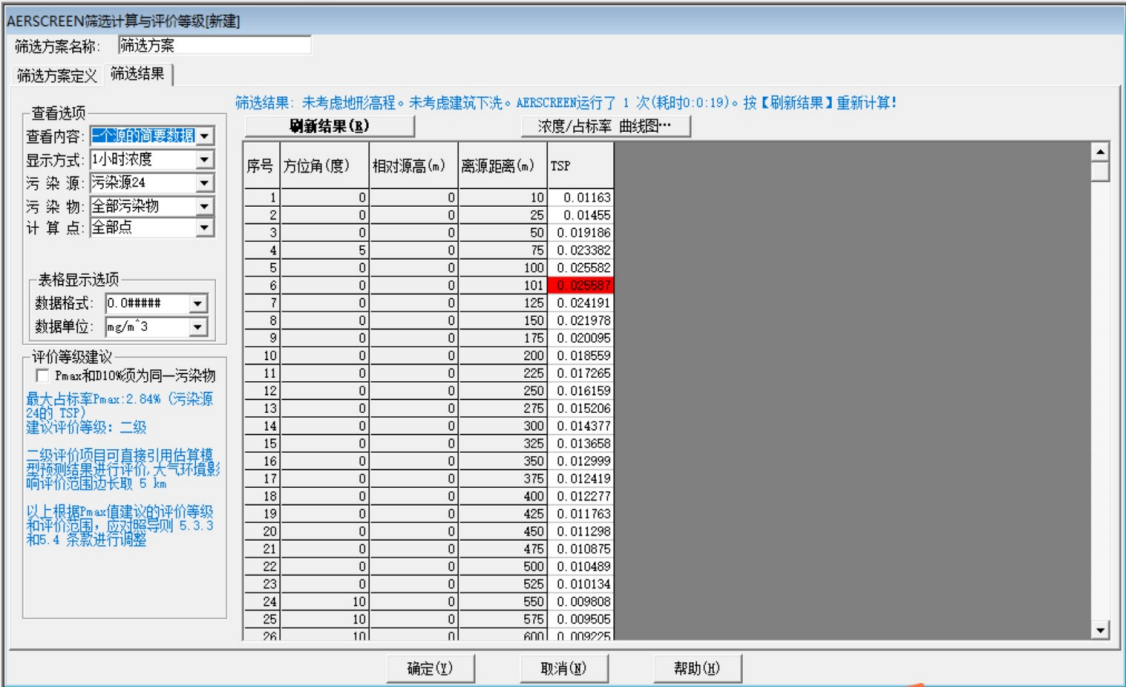 AERSCREEN筛选计算与评价等级[新建]
筛选方案名称: 筛选方案
筛选方案定义 筛选结果
筛选结果: 未考虑地形高程。未考虑建筑下洗。AERSCREEN运行了 1 次(耗时0:0:19)。按【刷新结果】重新计算!
查看选项
刷新结果(R) 浓度/占标率 曲线图…
查看内容: 一个源的简要数据
显示方式: 1小时浓度
污 染 源: 污染源24
污 染 物: 全部污染物
计 算 点: 全部点
表格显示选项
数据格式: 0.0#####
数据单位: mg/m^3
评价等级建议
Pmax和D10%须为同一污染物
最大占标率Pmax:2.84% (污染源
24的 TSP)
建议评价等级: 二级
二级评价项目可直接引用估算模
型预测结果进行评价,大气环境影
响评价范围边长取 5 km
以上根据Pmax值建议的评价等级
和评价范围, 应对照导则 5.3.3
和5.4 条款进行调整
序号 方位角(度) 相对源高(m) 离源距离(m) TSP
1 0 0 10 0.01163
2 0 0 25 0.01455
3 0 0 50 0.019186
4 5 0 75 0.023382
5 0 0 100 0.025582
6 0 0 101 0.025587
7 0 0 125 0.024191
8 0 0 150 0.021978
9 0 0 175 0.020095
10 0 0 200 0.018559
11 0 0 225 0.017265
12 0 0 250 0.016159
13 0 0 275 0.015206
14 0 0 300 0.014377
15 0 0 325 0.013658
16 0 0 350 0.012999
17 0 0 375 0.012419
18 0 0 400 0.012277
19 0 0 425 0.011763
20 0 0 450 0.011298
21 0 0 475 0.010875
22 0 0 500 0.010489
23 0 0 525 0.010134
24 10 0 550 0.009808
25 10 0 575 0.009505
26 10 0 600 0.009225
确定(Y) 取消(N) 帮助(H)